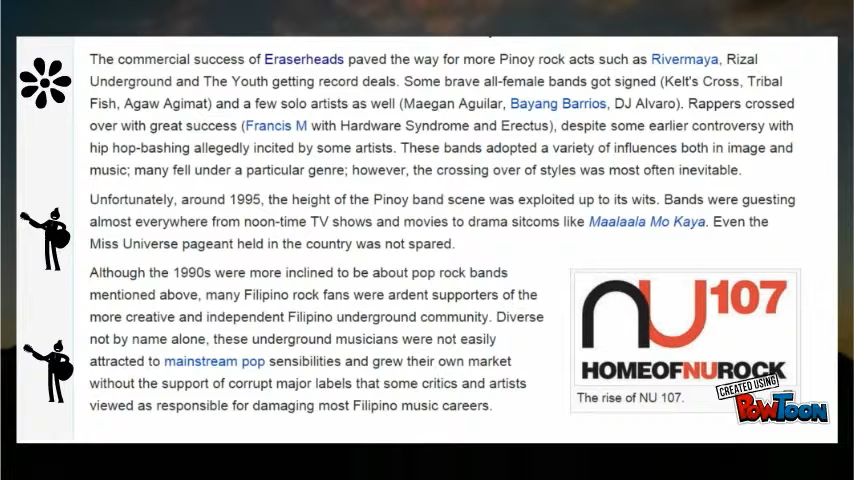 The commercial success of Eraserheads paved the way for more Pinoy rock acts such as Rivermaya, Rizal
Underground and The Youth getting record deals. Some brave all-female bands got signed (Kelt's Cross, Tribal
Fish, Agaw Agimat) and a few solo artists as well (Maegan Aguilar, Bayang Barrios, DJ Alvaro). Rappers crossed
over with great success (Francis M with Hardware Syndrome and Erectus), despite some earlier controversy with
hip hop-bashing allegedly incited by some artists. These bands adopted a variety of influences both in image and
music; many fell under a particular genre; however, the crossing over of styles was most often inevitable.
Unfortunately, around 1995, the height of the Pinoy band scene was exploited up to its wits. Bands were guesting
almost everywhere from noon-time TV shows and movies to drama sitcoms like Maalaala Mo Kaya. Even the
Miss Universe pageant held in the country was not spared.
Although the 1990s were more inclined to be about pop rock bands
mentioned above, many Filipino rock fans were ardent supporters of the
more creative and independent Filipino underground community. Diverse
not by name alone, these underground musicians were not easily
attracted to mainstream pop sensibilities and grew their own market
without the support of corrupt major labels that some critics and artists
viewed as responsible for damaging most Filipino music careers.
nU107
HOMEOFNUROCK
The rise of NU 107.
CREATED USING
POWTOON